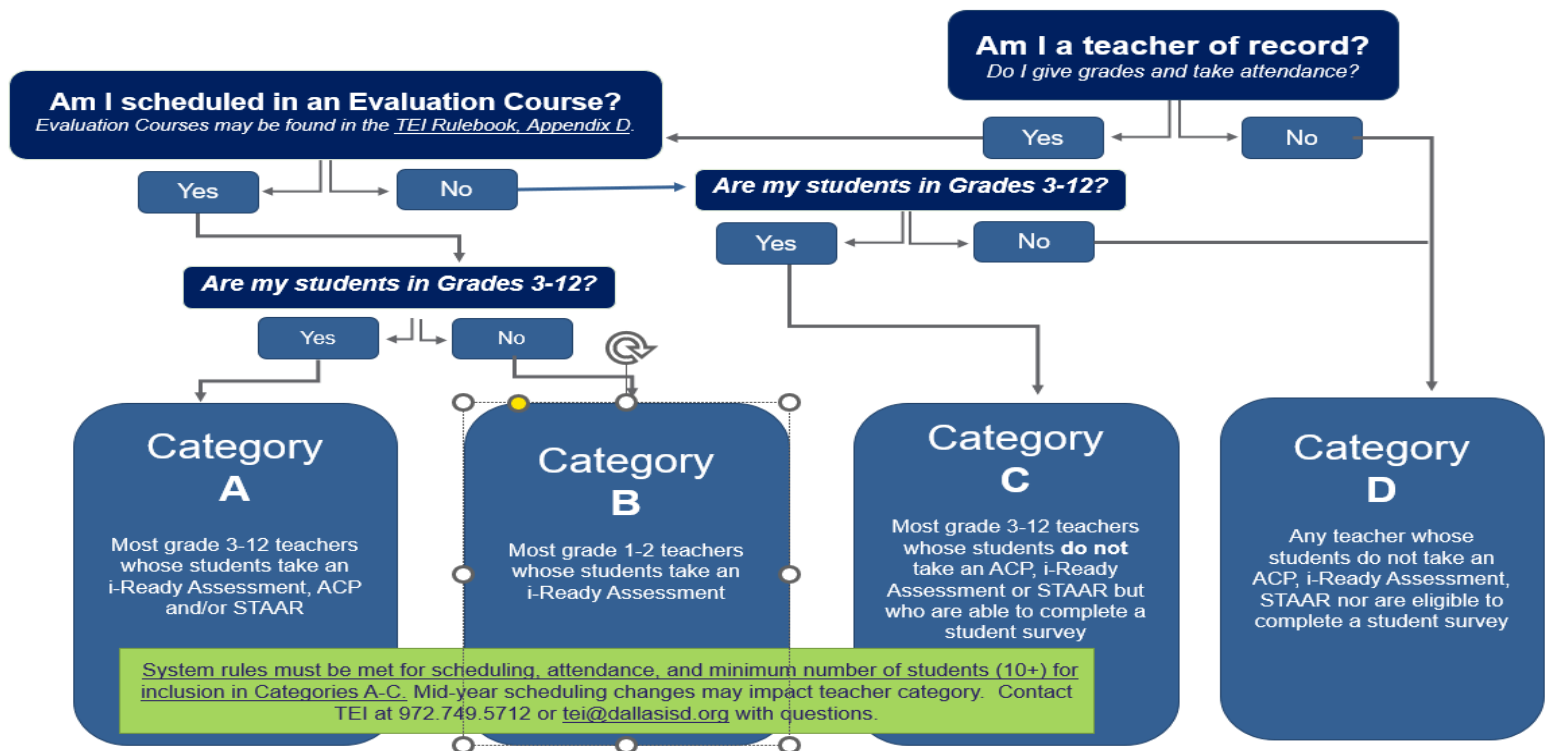 Am I a teacher of record?
Do I give grades and take attendance?
Am I scheduled in an Evaluation Course?
Evaluation Courses may be found in the TEI Rulebook, Appendix D.
Yes
No
Yes
No
Are my students in Grades 3-12?
Yes
No
Are my students in Grades 3-12?
Yes
No
Category
A
Most grade 3-12 teachers
whose students take an
i-Ready Assessment, ACP
and/or STAAR
Category
B
Most grade 1-2 teachers
whose students take an
i-Ready Assessment
Category
C
Most grade 3-12 teachers
whose students do not
take an ACP, i-Ready
Assessment or STAAR but
who are able to complete a
student survey
Category
D
Any teacher whose
students do not take an
ACP, i-Ready Assessment,
STAAR nor are eligible to
complete a student survey
System rules must be met for scheduling, attendance, and minimum number of students (10+) for
inclusion in Categories A-C. Mid-year scheduling changes may impact teacher category. Contact
TEI at 972.749.5712 or tei@dallasisd.org with questions.